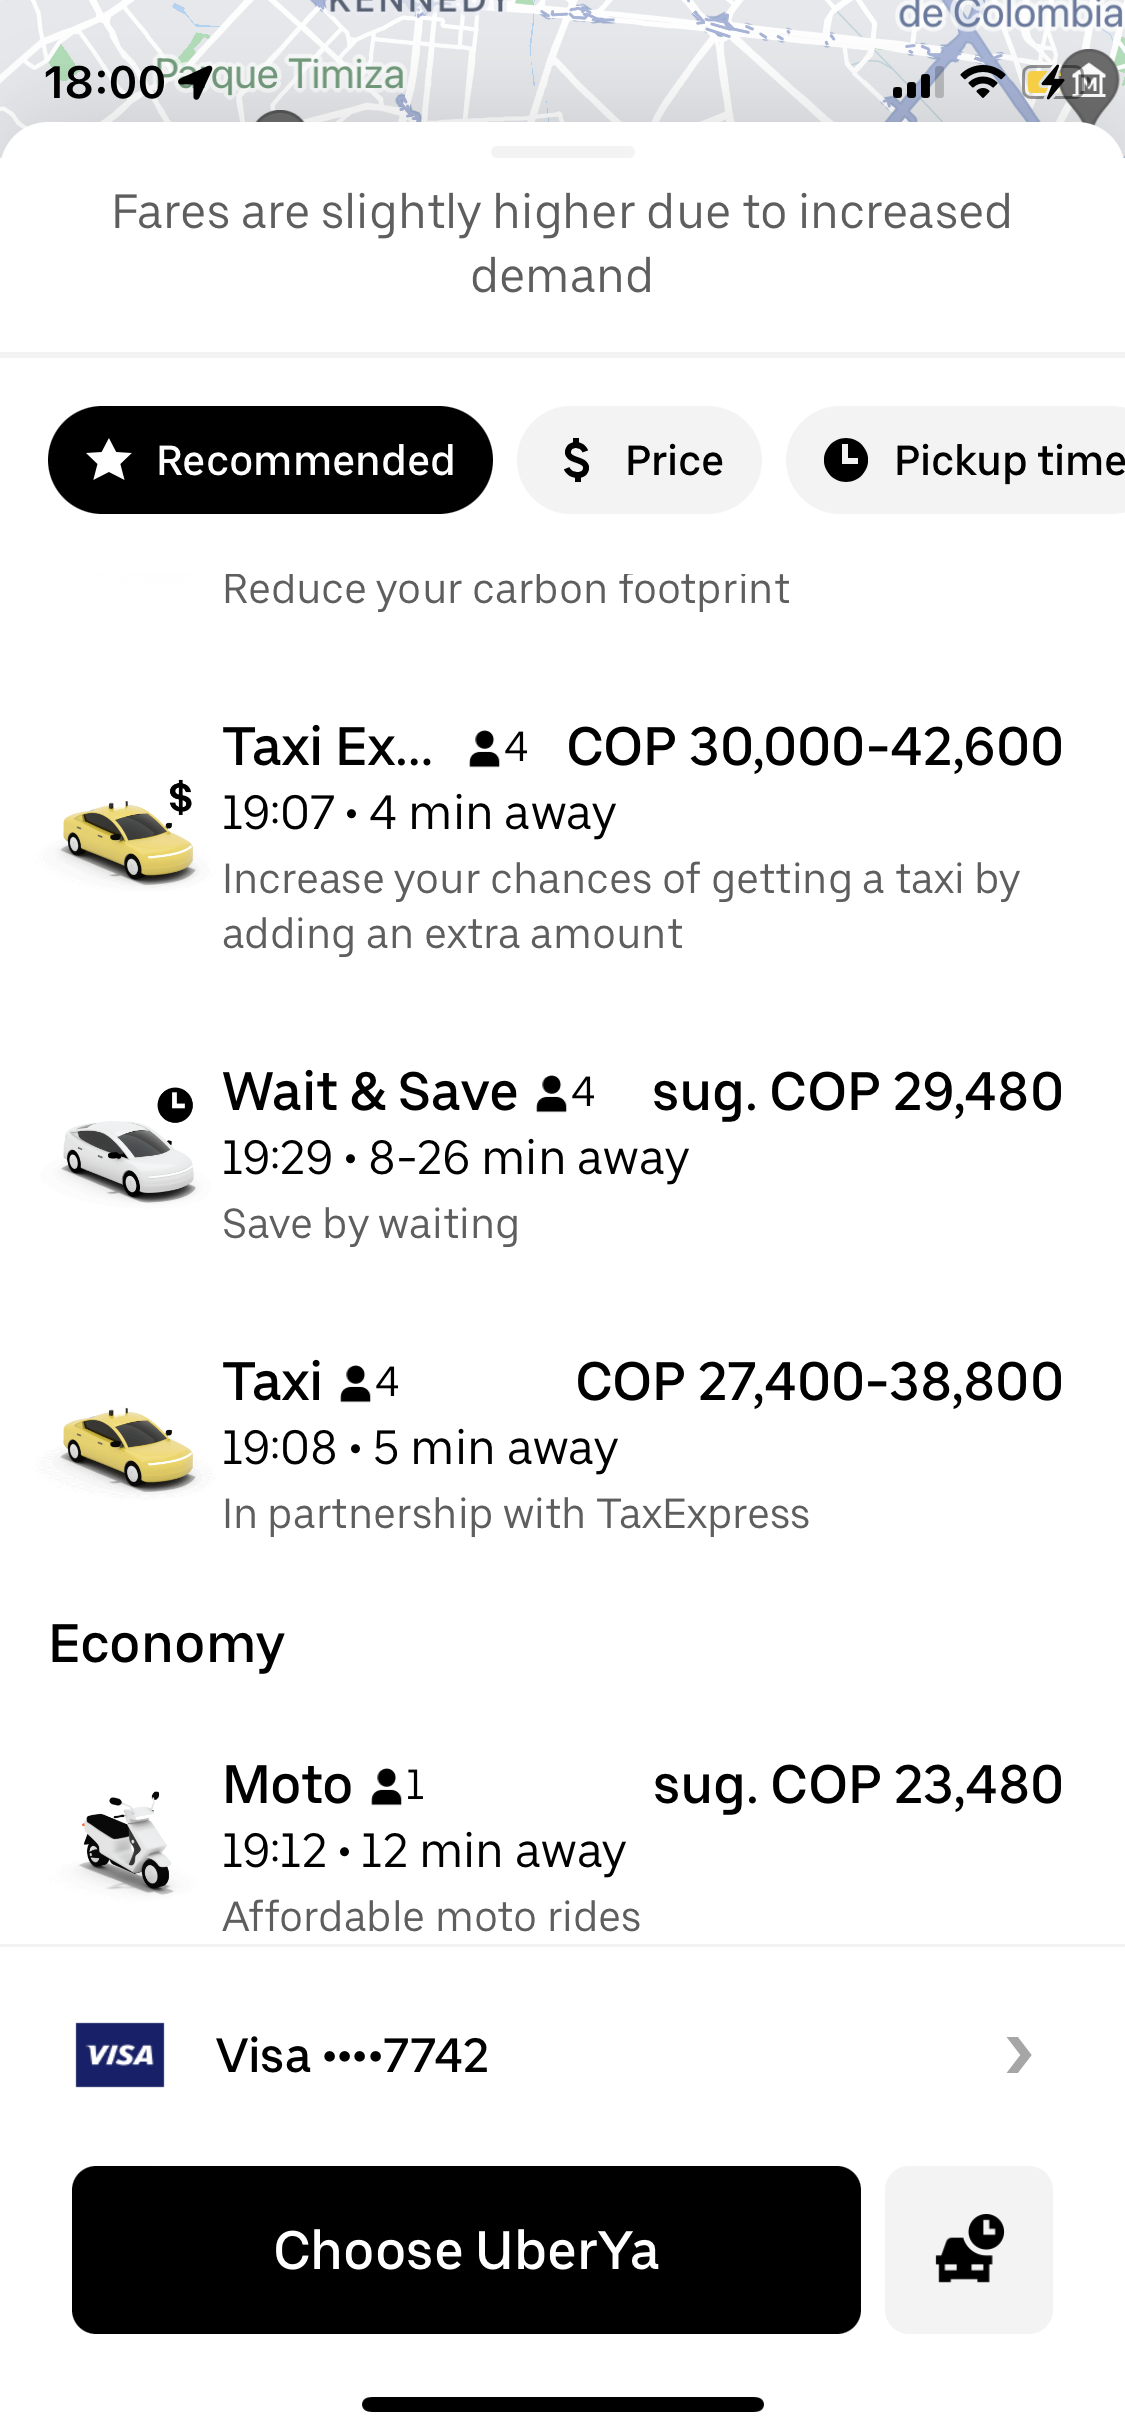 KENNEDY
de Colombia
Parque Timiza
18:00
Fares are slightly higher due to increased
demand
Recommended
$ Price
Pickup time
Reduce your carbon footprint
Taxi Ex... 4 COP 30,000-42,600
$
19:07 • 4 min away
Increase your chances of getting a taxi by
adding an extra amount
Wait & Save 4 sug. COP 29,480
19:29 • 8-26 min away
Save by waiting
Taxi 4 COP 27,400-38,800
19:08 • 5 min away
In partnership with TaxExpress
Economy
Moto 1 sug. COP 23,480
19:12 • 12 min away
Affordable moto rides
VISA Visa ••••7742
Choose UberYa